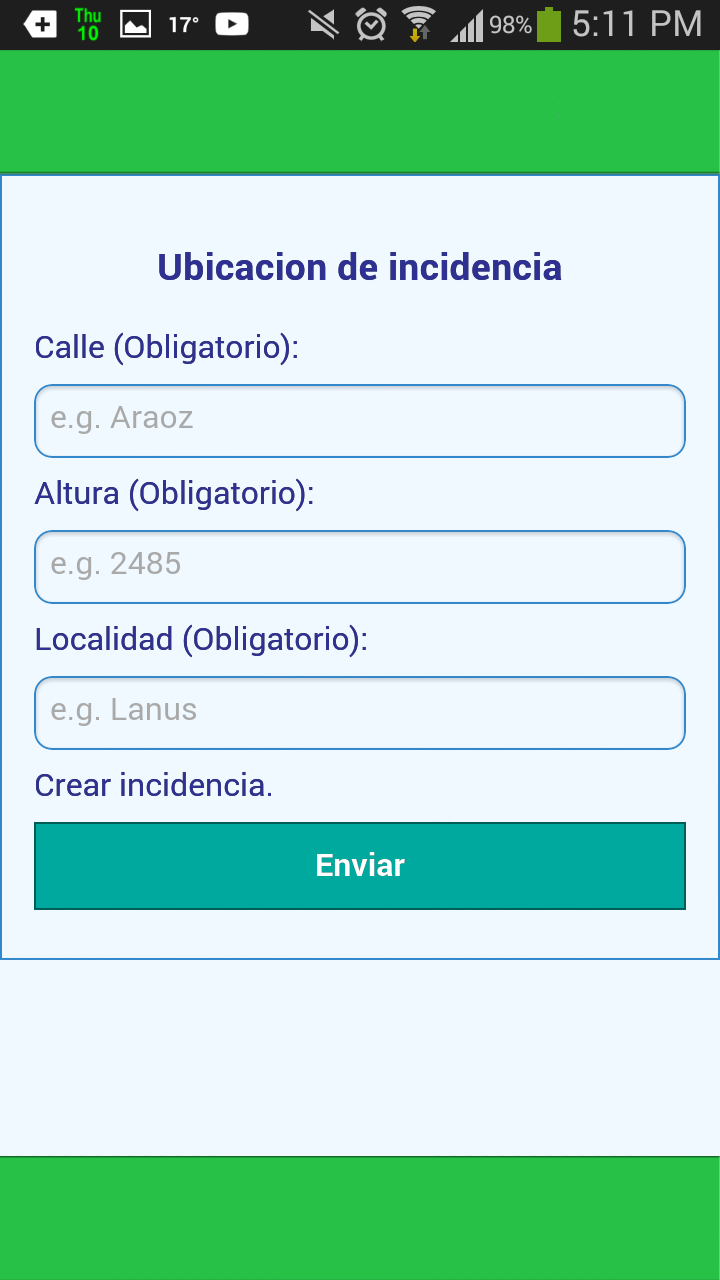 Thu
10
17°
98%
5:11 PM
Ubicacion de incidencia
Calle (Obligatorio):
e.g. Araoz
Altura (Obligatorio):
e.g. 2485
Localidad (Obligatorio):
e.g. Lanus
Crear incidencia.
Enviar